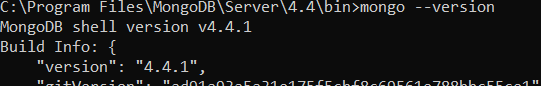 C:\Program Files\MongoDB\Server\4.4\bin>mongo --version
MongoDB shell version v4.4.1
Build Info: {
"version": "4.4.1",